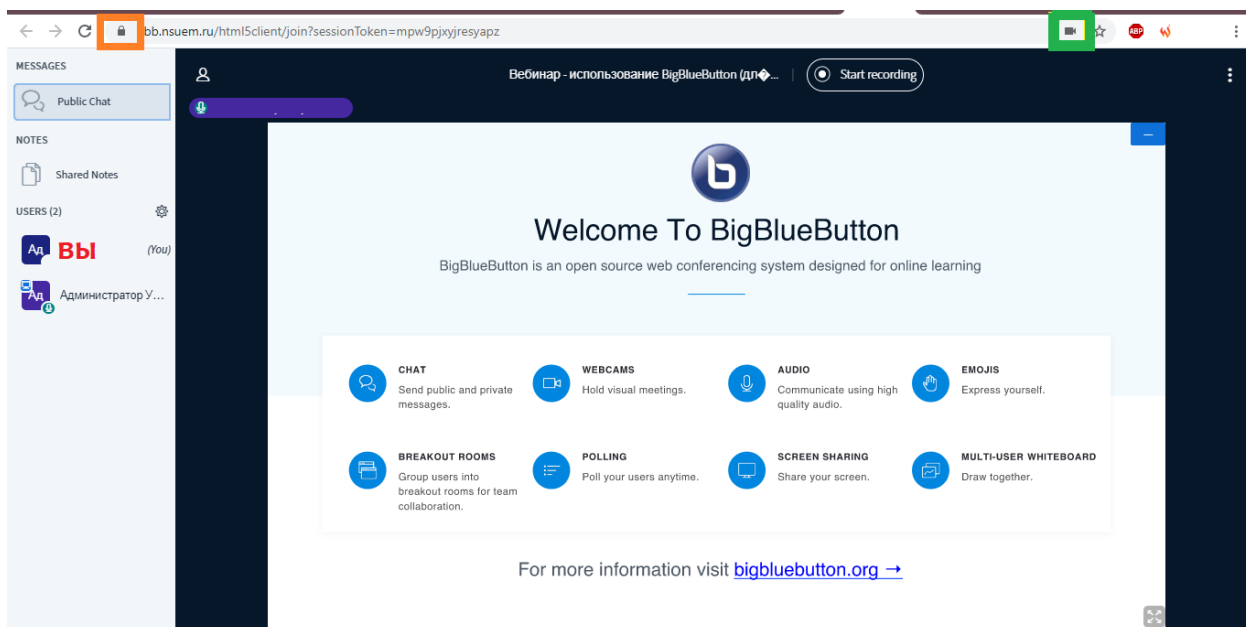 bb.nsuem.ru/html5client/join?sessionToken=mpw9pjxyjresyapz
ABP
MESSAGES
Public Chat
NOTES
Shared Notes
USERS (2)
Ад ВЫ (You)
Ад Администратор У...
Вебинар - использование BigBlueButton (дл�... | Start recording
b
Welcome To BigBlueButton
BigBlueButton is an open source web conferencing system designed for online learning
CHAT
Send public and private
messages.
WEBCAMS
Hold visual meetings.
AUDIO
Communicate using high
quality audio.
EMOJIS
Express yourself.
BREAKOUT ROOMS
Group users into
breakout rooms for team
collaboration.
POLLING
Poll your users anytime.
SCREEN SHARING
Share your screen.
MULTI-USER WHITEBOARD
Draw together.
For more information visit bigbluebutton.org →